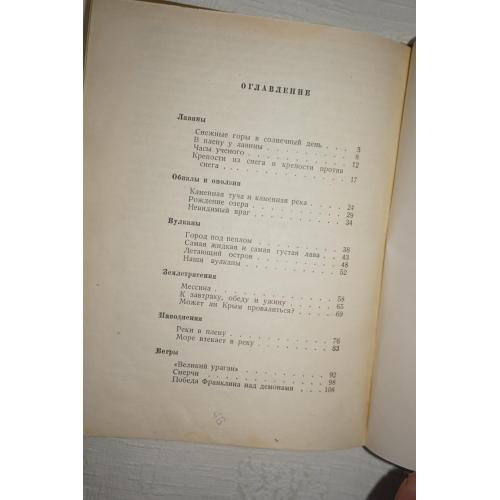 ОГЛАВЛЕНИЕ
Лавины
Снежные горы в солнечный день . . . 3
В плену у лавины . . . . . . . . . 8
Часы ученого . . . . . . . . . . 12
Крепости из снега и крепости против
снега . . . . . . . . . . . . 17
Обвалы и оползни
Каменная туча и каменная река . . . . 24
Рождение озера . . . . . . . . . 29
Невидимый враг . . . . . . . . . 34
Вулканы
Город под пеплом . . . . . . . . . 38
Самая жидкая и самая густая лава . . . 43
Летающий остров . . . . . . . . . 48
Наши вулканы . . . . . . . . . . 52
Землетрясения
Мессина . . . . . . . . . . . . 58
К завтраку, обеду и ужину . . . . . 65
Может ли Крым провалиться? . . . . 69
Наводнения
Реки в плену . . . . . . . . . . 76
Море втекает в реку . . . . . . . . 83
Ветры
«Великий ураган» . . . . . . . . . 92
Смерчи . . . . . . . . . . . . 98
Победа Франклина над демонами . . . 108